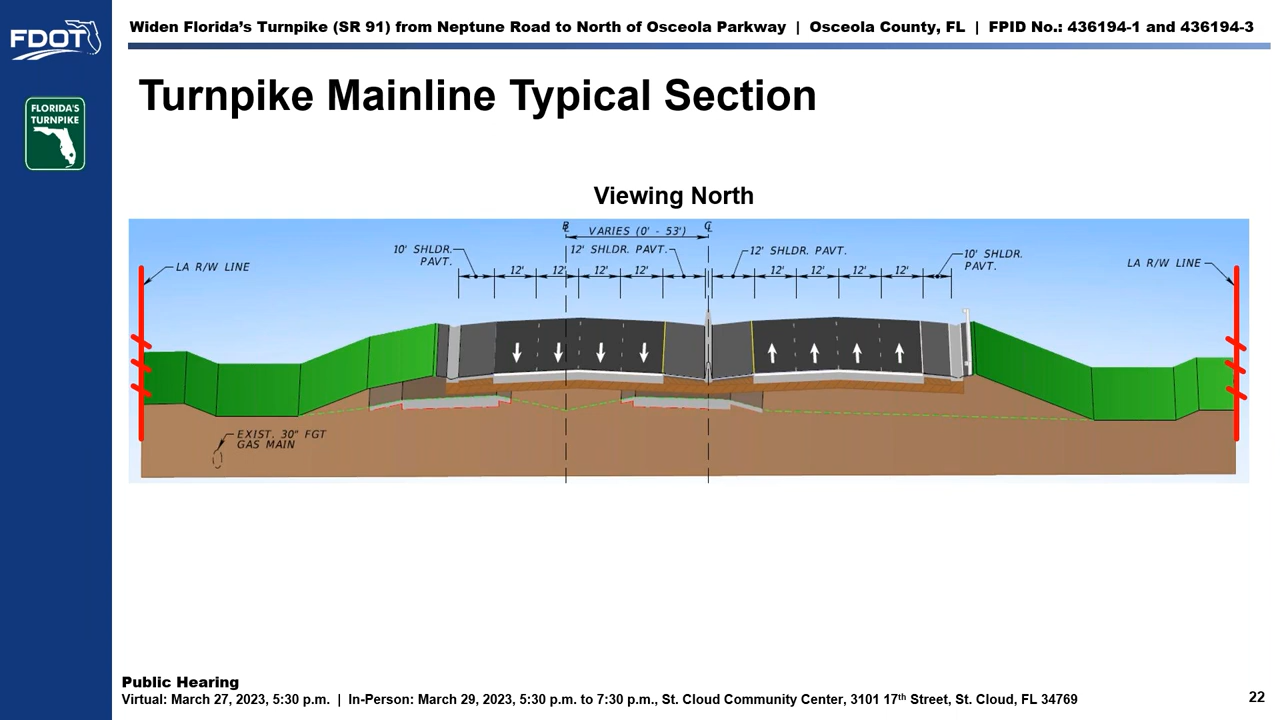 Widen Florida’s Turnpike (SR 91) from Neptune Road to North of Osceola Parkway | Osceola County, FL | FPID No.: 436194-1 and 436194-3
FDOT
FLORIDA'S
TURNPIKE
Turnpike Mainline Typical Section
Viewing North
B/L
VARIES (0' - 53')
C/L
10' SHLDR.
PAVT.
12' SHLDR. PAVT.
12' SHLDR. PAVT.
10' SHLDR.
PAVT.
LA R/W LINE
LA R/W LINE
12' 12' 12' 12' 12' 12' 12' 12'
EXIST. 30" FGT
GAS MAIN
Public Hearing
Virtual: March 27, 2023, 5:30 p.m. | In-Person: March 29, 2023, 5:30 p.m. to 7:30 p.m., St. Cloud Community Center, 3101 17th Street, St. Cloud, FL 34769
22